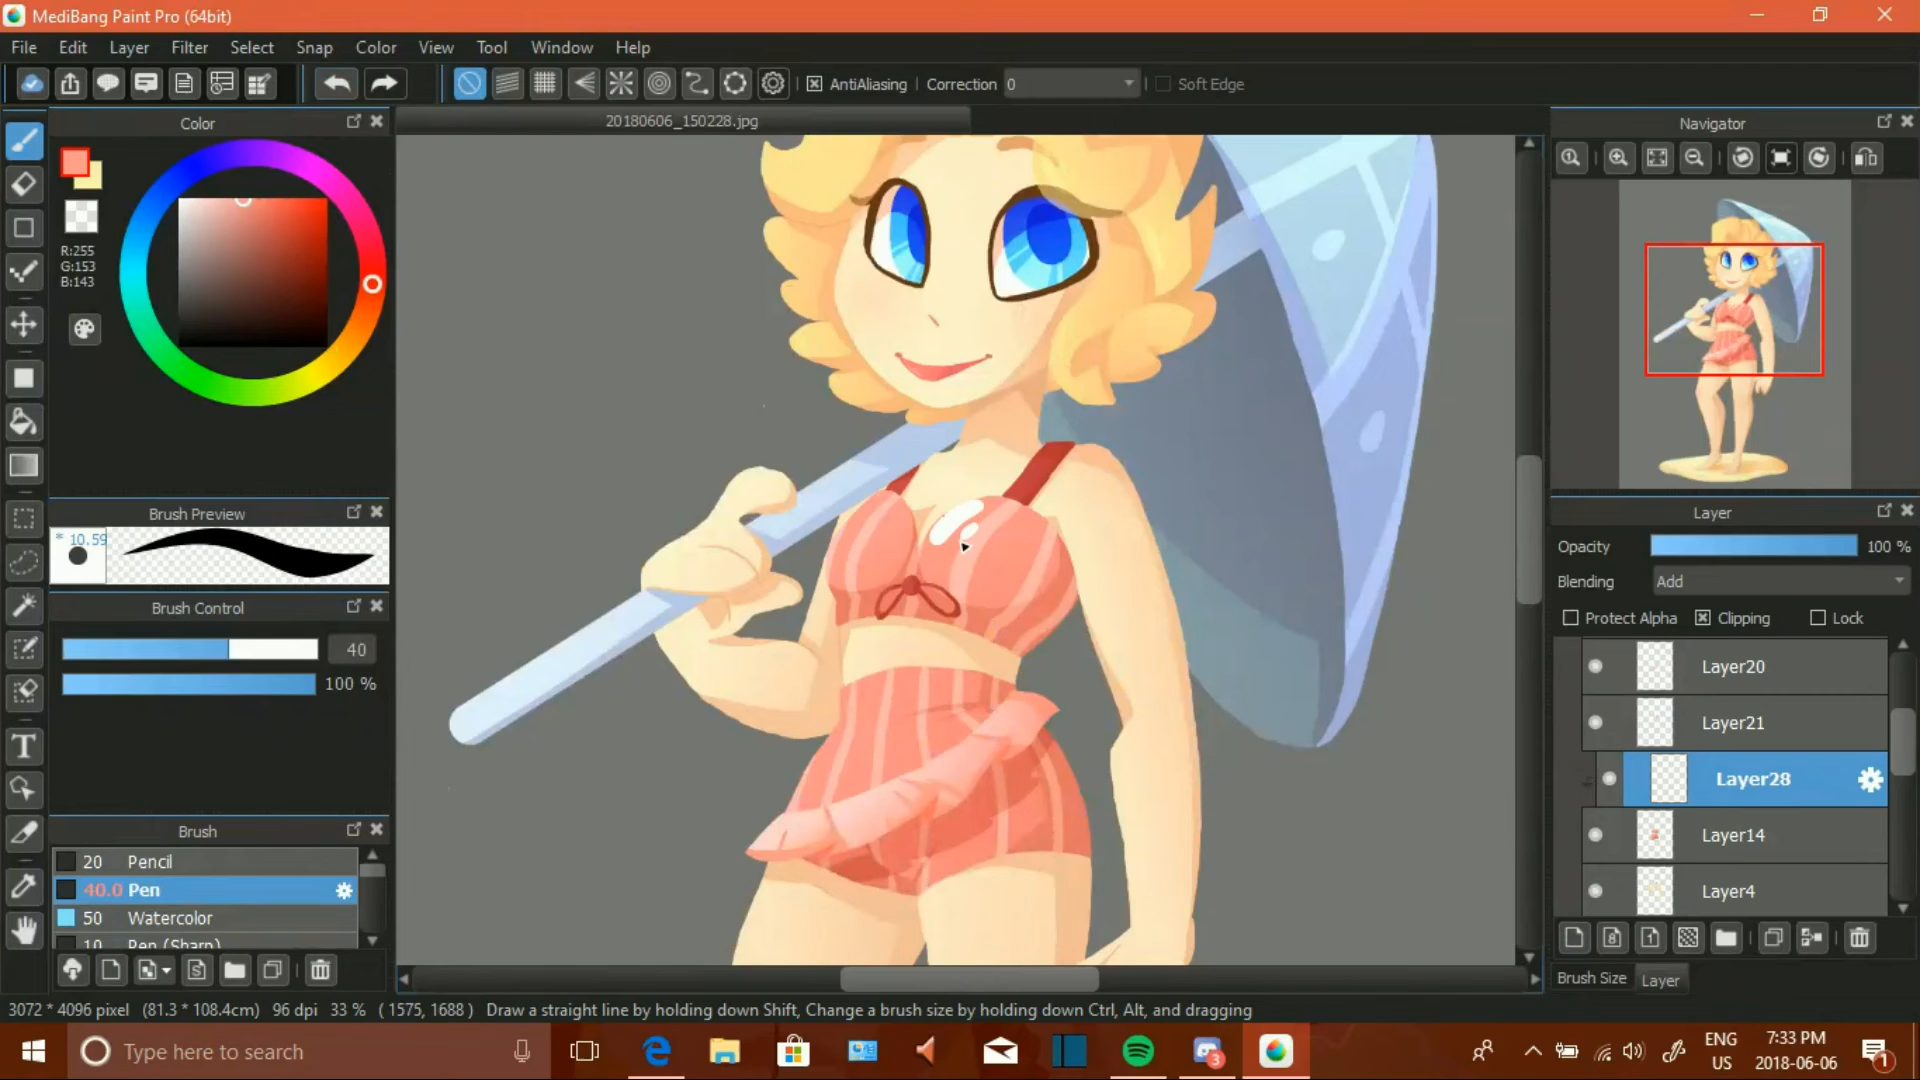 MediBang Paint Pro (64bit)
File Edit Layer Filter Select Snap Color View Tool Window Help
AntiAliasing Correction 0 Soft Edge
Color
20180606_150228.jpg
Navigator
R:255
G:153
B:143
Brush Preview
* 10.59
Brush Control
40
100 %
Brush
20 Pencil
40.0 Pen
50 Watercolor
10 Pen (Sharp)
Layer
Opacity 100 %
Blending Add
Protect Alpha Clipping Lock
Layer20
Layer21
Layer28
Layer14
Layer4
Brush Size Layer
3072 * 4096 pixel (81.3 * 108.4cm) 96 dpi 33 % ( 1575, 1688 ) Draw a straight line by holding down Shift, Change a brush size by holding down Ctrl, Alt, and dragging
Type here to search
3
ENG
US
7:33 PM
2018-06-06
1